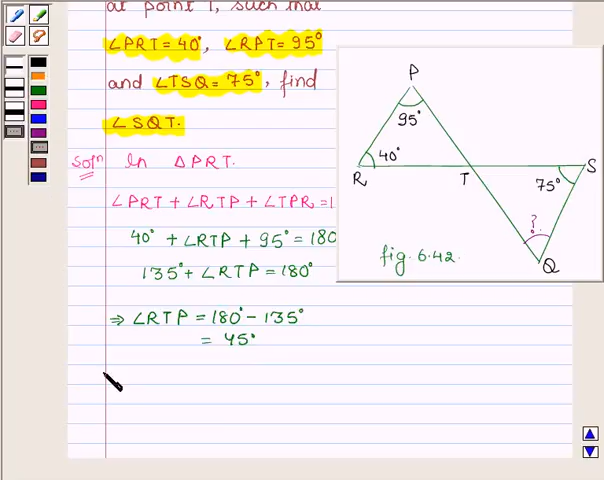 at point T, such that
∠PRT = 40°, ∠RPT = 95°
and ∠TSQ = 75°, find
∠SQT.
Soln In △PRT.
∠PRT + ∠RTP + ∠TPR = 1
40° + ∠RTP + 95° = 180
135° + ∠RTP = 180°
⇒ ∠RTP = 180° − 135°
= 45°
P
95°
40°
R
T
S
75°
?
Q
fig. 6.42.